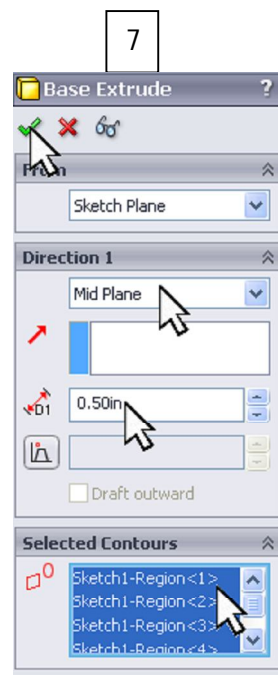 7
Base Extrude ?
From
Sketch Plane
Direction 1
Mid Plane
D1 0.50in
Draft outward
Selected Contours
Sketch1-Region<1>
Sketch1-Region<2>
Sketch1-Region<3>
Sketch1-Region<4>